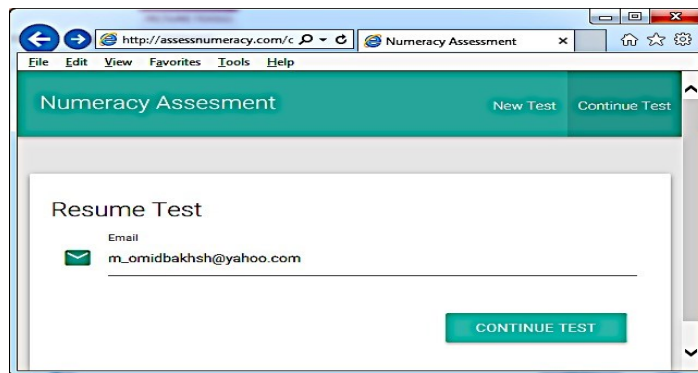 http://assessnumeracy.com/c
Numeracy Assessment
File Edit View Favorites Tools Help
Numeracy Assesment
New Test
Continue Test
Resume Test
Email
m_omidbakhsh@yahoo.com
CONTINUE TEST